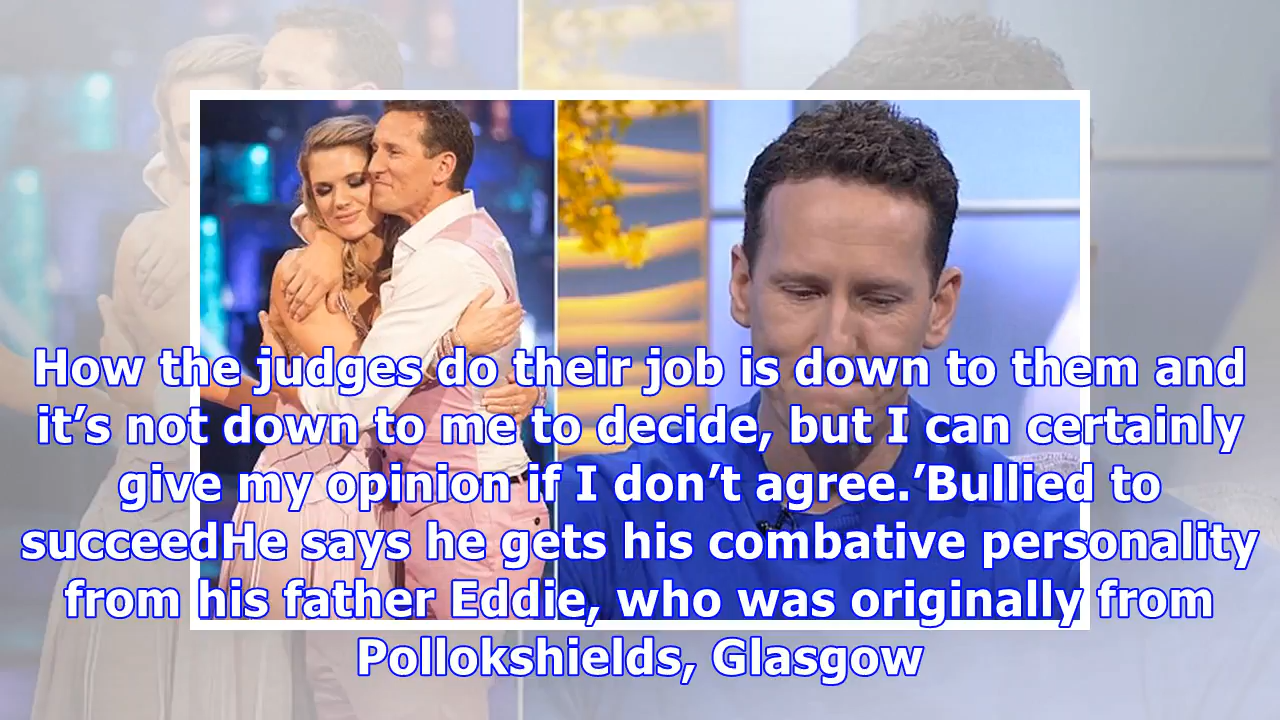 How the judges do their job is down to them and
it’s not down to me to decide, but I can certainly
give my opinion if I don’t agree.’Bullied to
succeedHe says he gets his combative personality
from his father Eddie, who was originally from
Pollokshields, Glasgow